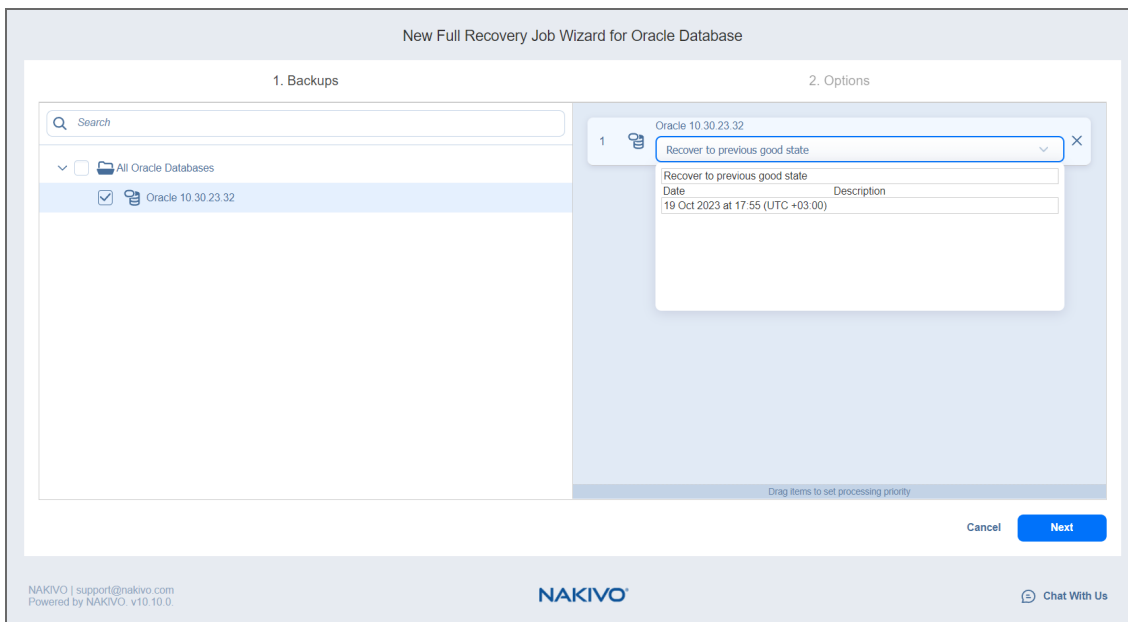 New Full Recovery Job Wizard for Oracle Database
1. Backups
2. Options
Search
All Oracle Databases
Oracle 10.30.23.32
1
Oracle 10.30.23.32
Recover to previous good state
Recover to previous good state
Date Description
19 Oct 2023 at 17:55 (UTC +03:00)
Drag items to set processing priority
Cancel
Next
NAKIVO | support@nakivo.com
Powered by NAKIVO. v10.10.0.
NAKIVO®
Chat With Us